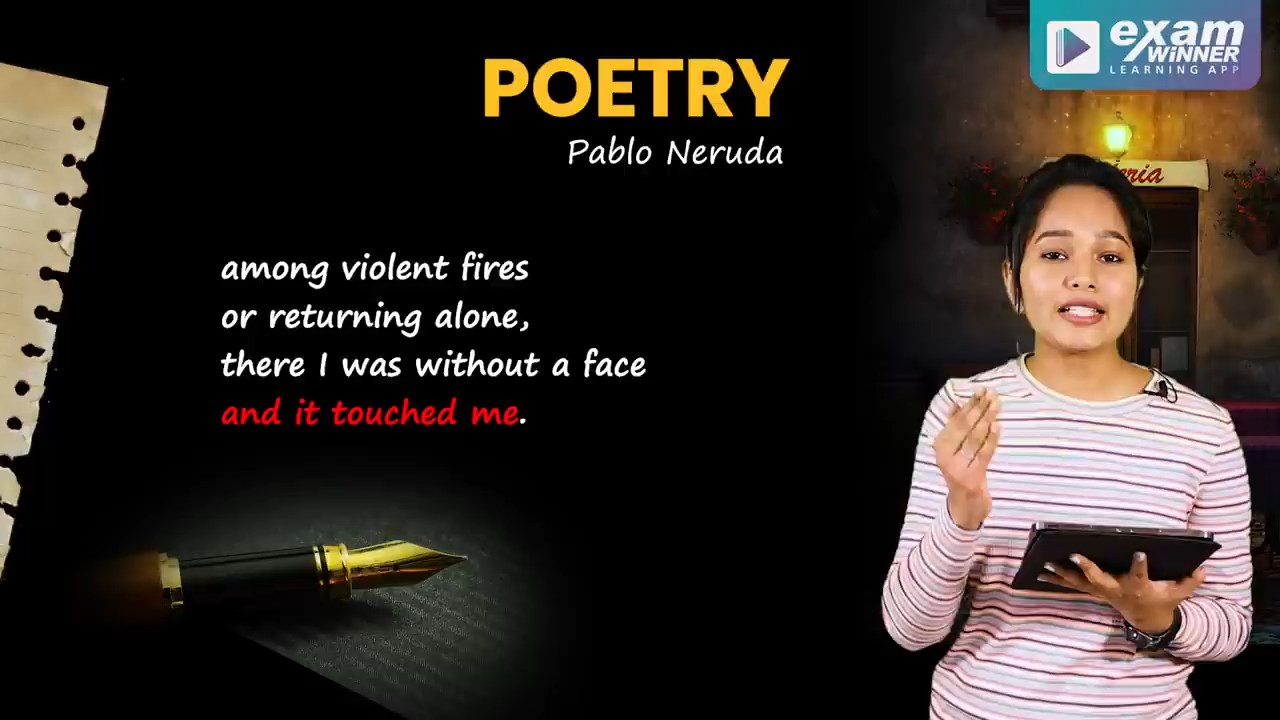 POETRY
Pablo Neruda
among violent fires
or returning alone,
there I was without a face
and it touched me.
exam
WiNNER
LEARNING APP